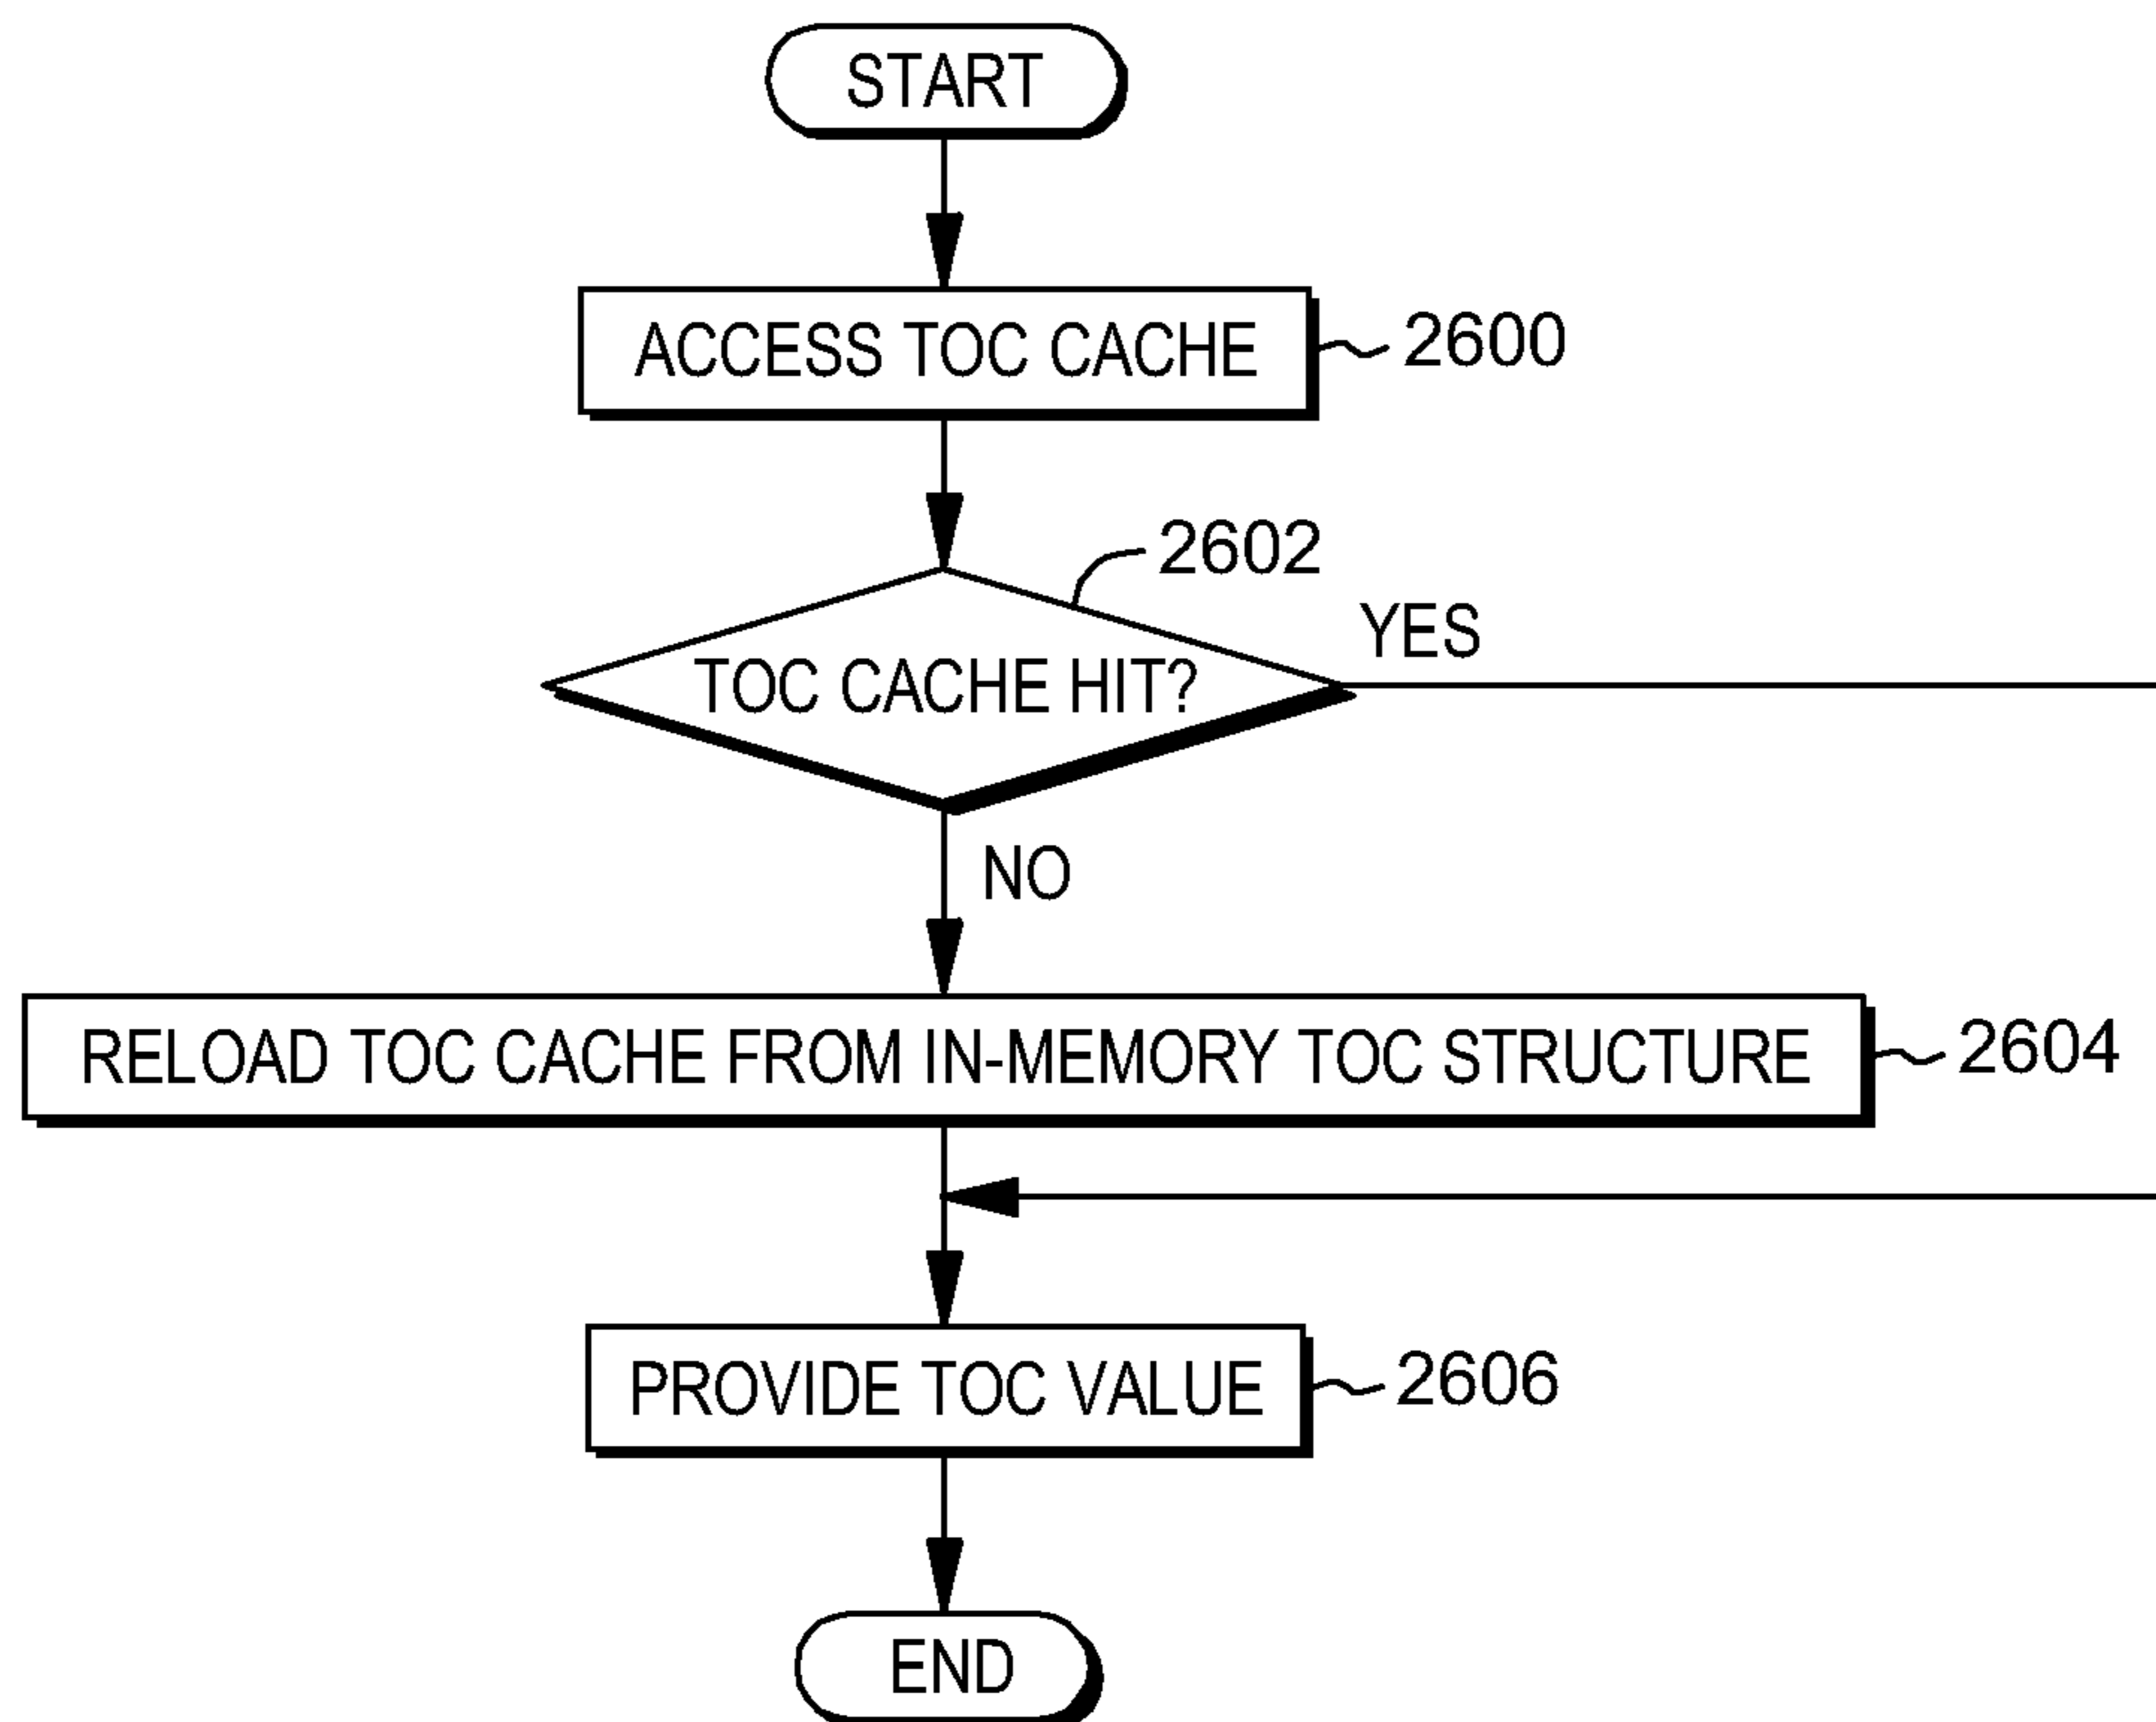 START
ACCESS TOC CACHE
2600
2602
TOC CACHE HIT?
YES
NO
RELOAD TOC CACHE FROM IN-MEMORY TOC STRUCTURE
2604
PROVIDE TOC VALUE
2606
END